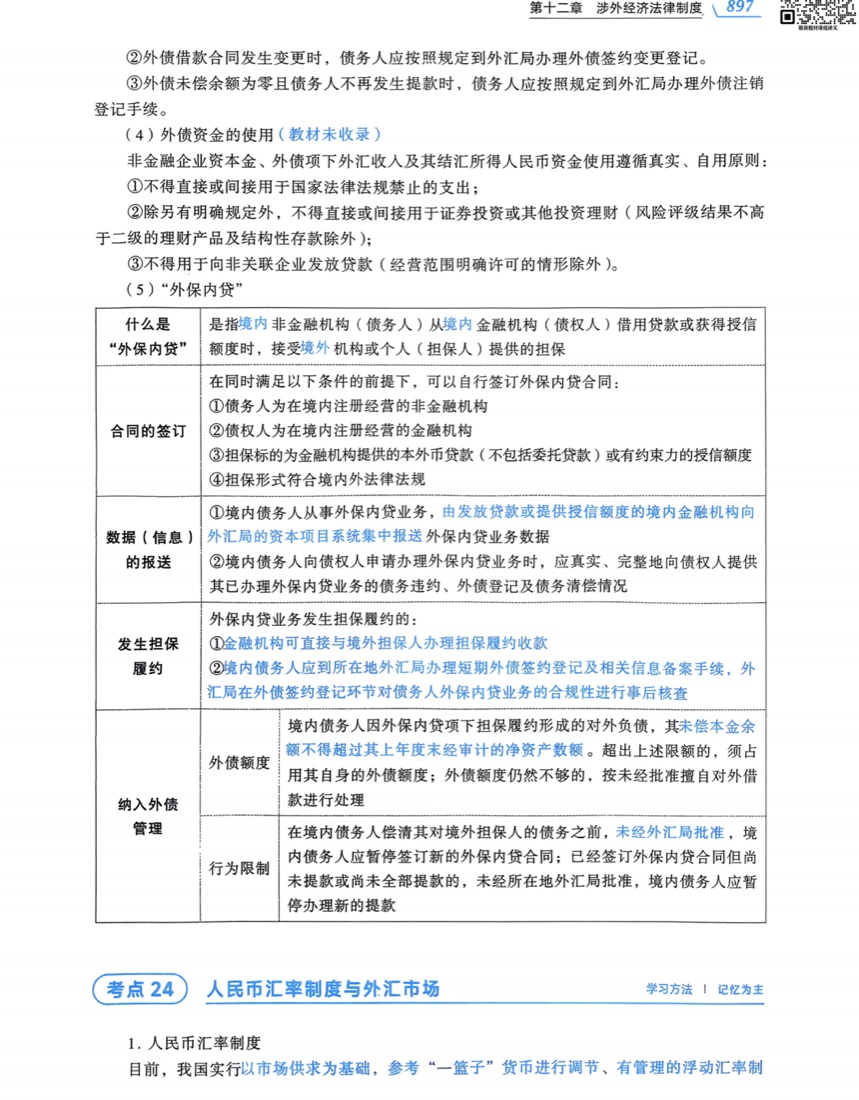 第十二章 涉外经济法律制度 897
②外债借款合同发生变更时，债务人应按照规定到外汇局办理外债签约变更登记。
③外债未偿余额为零且债务人不再发生提款时，债务人应按照规定到外汇局办理外债注销
登记手续。
（4）外债资金的使用（教材未收录）
非金融企业资本金、外债项下外汇收入及其结汇所得人民币资金使用遵循真实、自用原则：
①不得直接或间接用于国家法律法规禁止的支出；
②除另有明确规定外，不得直接或间接用于证券投资或其他投资理财（风险评级结果不高
于二级的理财产品及结构性存款除外）；
③不得用于向非关联企业发放贷款（经营范围明确许可的情形除外）。
（5）“外保内贷”
什么是
“外保内贷”
是指境内非金融机构（债务人）从境内金融机构（债权人）借用贷款或获得授信
额度时，接受境外机构或个人（担保人）提供的担保
合同的签订
在同时满足以下条件的前提下，可以自行签订外保内贷合同：
①债务人为在境内注册经营的非金融机构
②债权人为在境内注册经营的金融机构
③担保标的为金融机构提供的本外币贷款（不包括委托贷款）或有约束力的授信额度
④担保形式符合境内外法律法规
数据（信息）
的报送
①境内债务人从事外保内贷业务，由发放贷款或提供授信额度的境内金融机构向
外汇局的资本项目系统集中报送外保内贷业务数据
②境内债务人向债权人申请办理外保内贷业务时，应真实、完整地向债权人提供
其已办理外保内贷业务的债务违约、外债登记及债务清偿情况
发生担保
履约
外保内贷业务发生担保履约的：
①金融机构可直接与境外担保人办理担保履约收款
②境内债务人应到所在地外汇局办理短期外债签约登记及相关信息备案手续，外
汇局在外债签约登记环节对债务人外保内贷业务的合规性进行事后核查
纳入外债
管理
外债额度
境内债务人因外保内贷项下担保履约形成的对外负债，其未偿本金余
额不得超过其上年度末经审计的净资产数额。超出上述限额的，须占
用其自身的外债额度；外债额度仍然不够的，按未经批准擅自对外借
款进行处理
行为限制
在境内债务人偿清其对境外担保人的债务之前，未经外汇局批准，境
内债务人应暂停签订新的外保内贷合同；已经签订外保内贷合同但尚
未提款或尚未全部提款的，未经所在地外汇局批准，境内债务人应暂
停办理新的提款
考点 24 人民币汇率制度与外汇市场 学习方法 | 记忆为主
1. 人民币汇率制度
目前，我国实行以市场供求为基础，参考“一篮子”货币进行调节、有管理的浮动汇率制